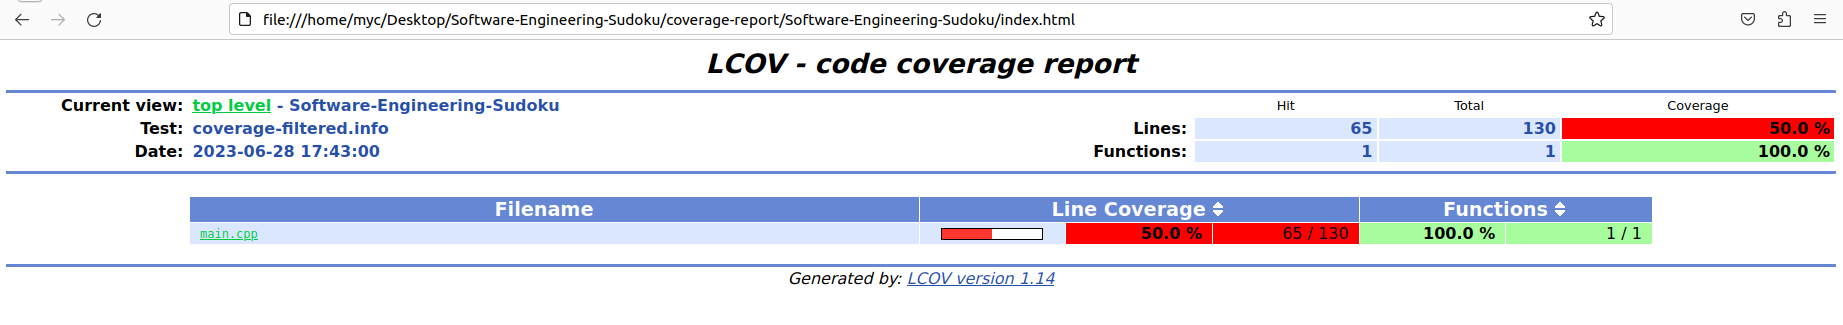 file:///home/myc/Desktop/Software-Engineering-Sudoku/coverage-report/Software-Engineering-Sudoku/index.html
LCOV - code coverage report
Current view: top level - Software-Engineering-Sudoku Hit Total Coverage
Test: coverage-filtered.info Lines: 65 130 50.0 %
Date: 2023-06-28 17:43:00 Functions: 1 1 100.0 %
Filename Line Coverage Functions
main.cpp 50.0 % 65 / 130 100.0 % 1 / 1
Generated by: LCOV version 1.14